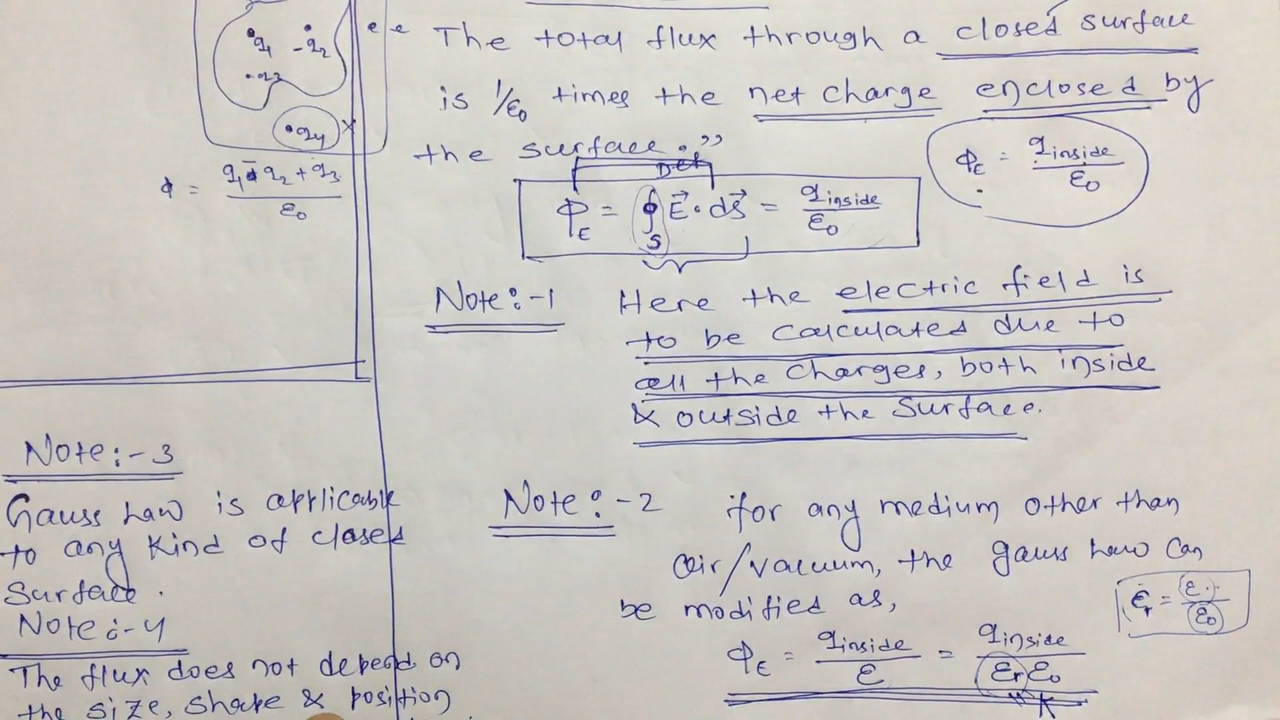 q₁ -q₂
q₃
q₄ ×
φ = (q₁ - q₂ + q₃)/ε₀
The total flux through a closed surface
is 1/ε₀ times the net charge enclosed by
the surface."
φ_E = q_inside/ε₀
φ_E = ∮_S E⃗·dS⃗ = q_inside/ε₀
Note:-1 Here the electric field is
to be calculated due to
all the charges, both inside
& outside the surface.
Note:-2 for any medium other than
air/vacuum, the gauss law can
be modified as,
ε_r = ε/ε₀
φ_E = q_inside/ε = q_inside/(ε_r ε₀)
Note:-3
Gauss Law is applicable
to any kind of closed
surface.
Note:-4
The flux does not depend on
the size, shape & position